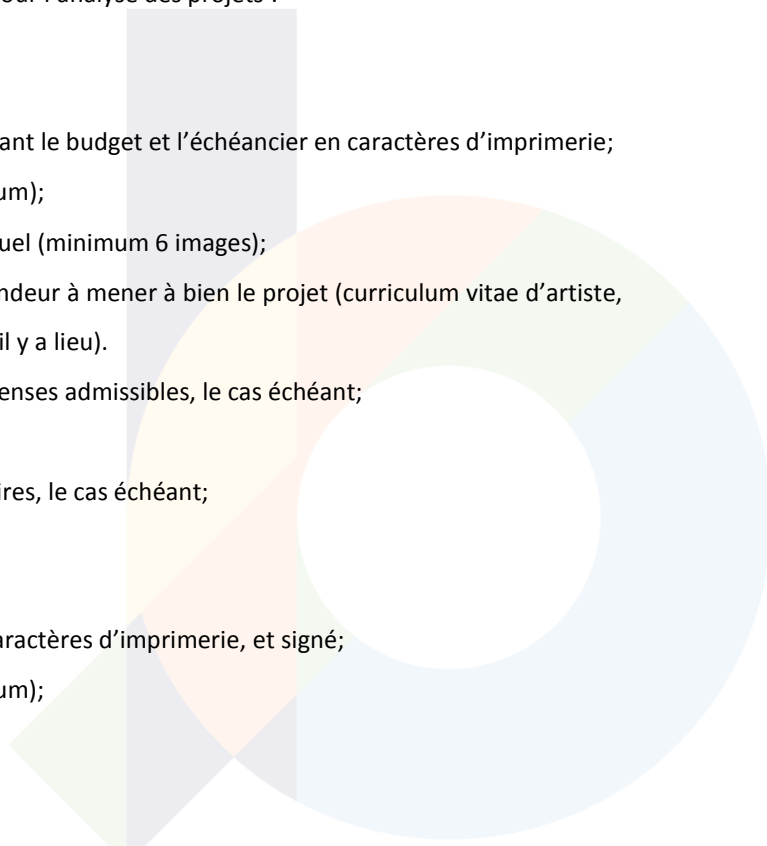 our l'analyse des projets :
ant le budget et l'échéancier en caractères d'imprimerie;
um);
uel (minimum 6 images);
ndeur à mener à bien le projet (curriculum vitae d'artiste,
il y a lieu).
enses admissibles, le cas échéant;
ires, le cas échéant;
aractères d'imprimerie, et signé;
um);